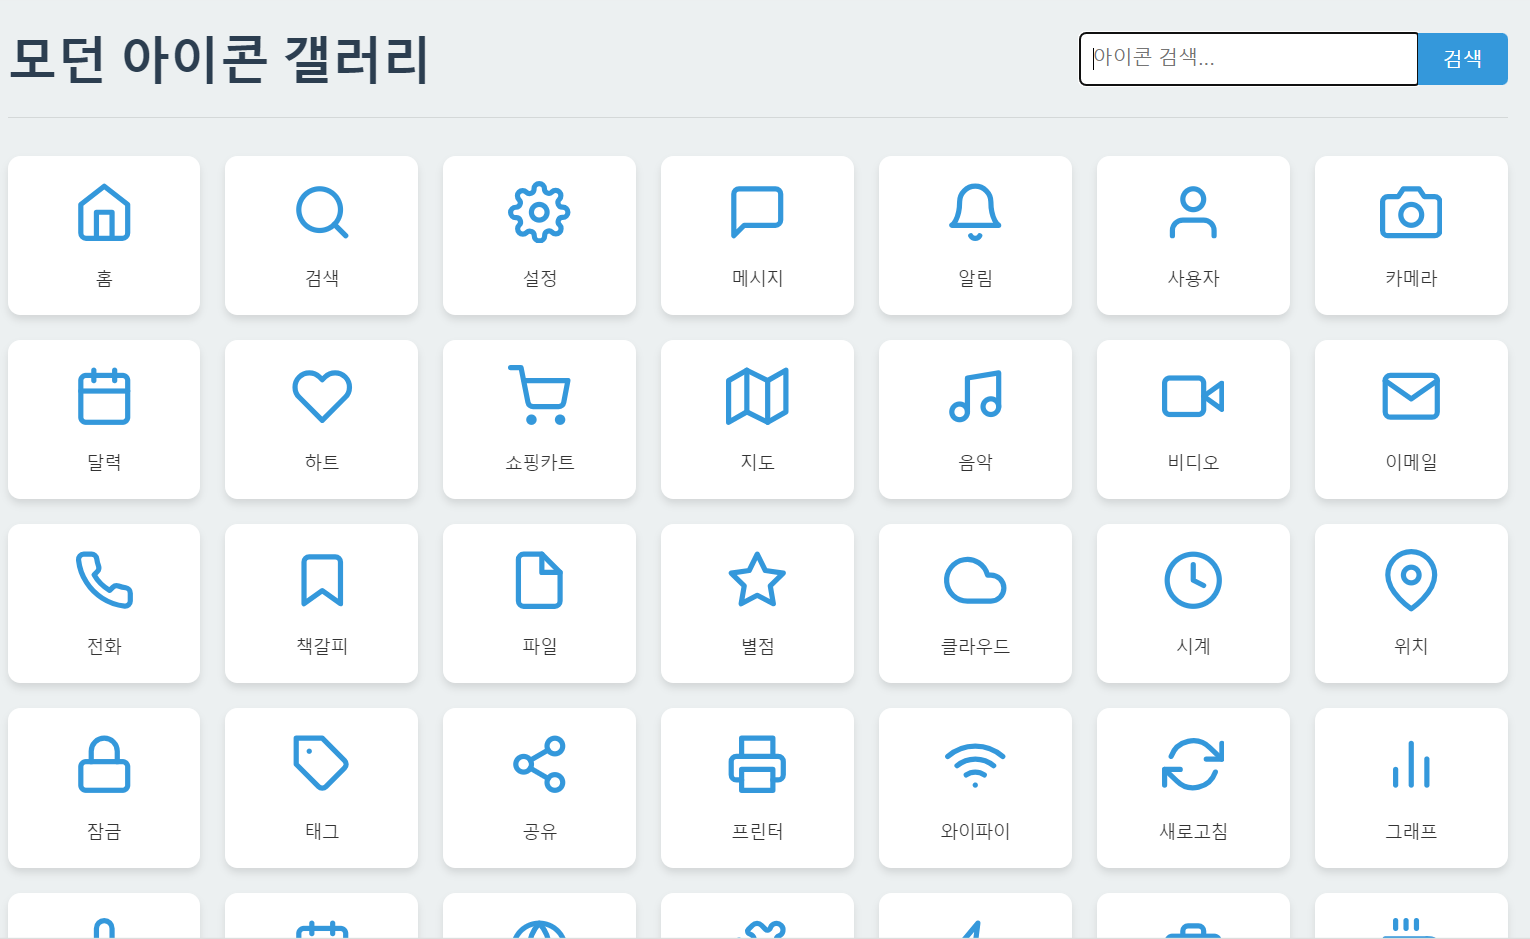 모던 아이콘 갤러리
아이콘 검색...
검색
홈
검색
설정
메시지
알림
사용자
카메라
달력
하트
쇼핑카트
지도
음악
비디오
이메일
전화
책갈피
파일
별점
클라우드
시계
위치
잠금
태그
공유
프린터
와이파이
새로고침
그래프